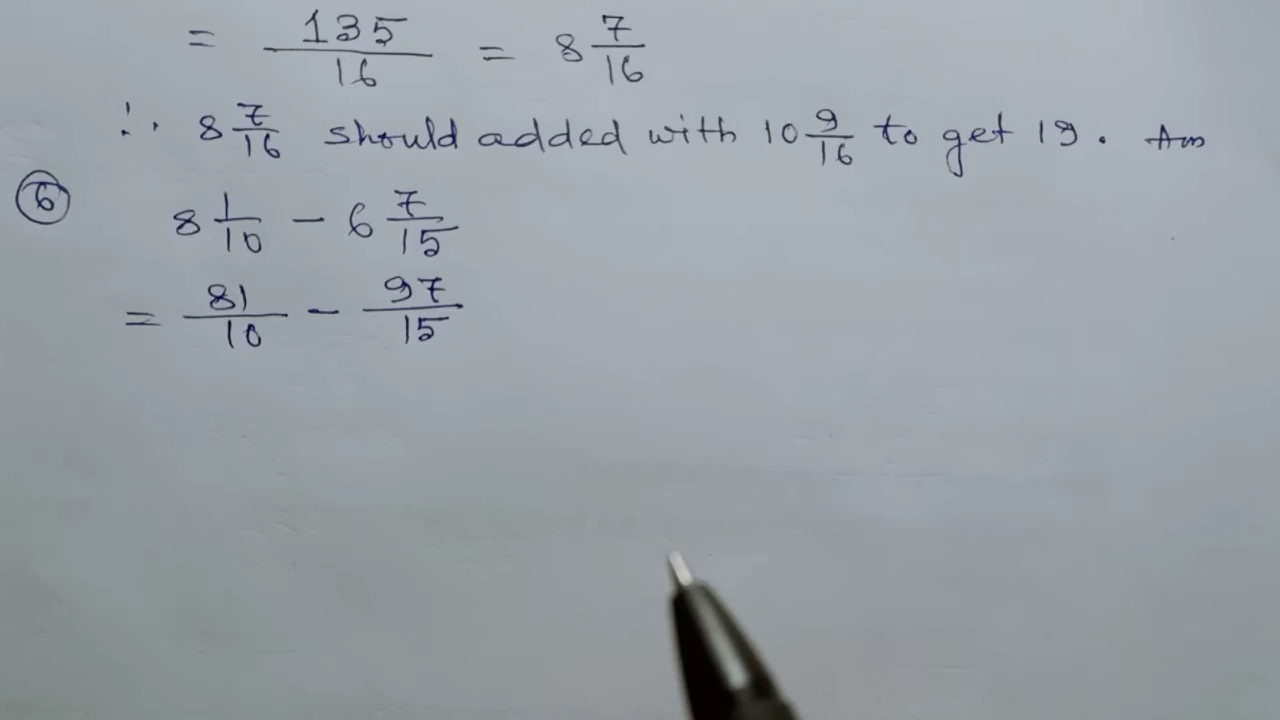 = 135/16 = 8 7/16
∴ 8 7/16 should added with 10 9/16 to get 19. Ans
6 8 1/10 - 6 7/15
= 81/10 - 97/15